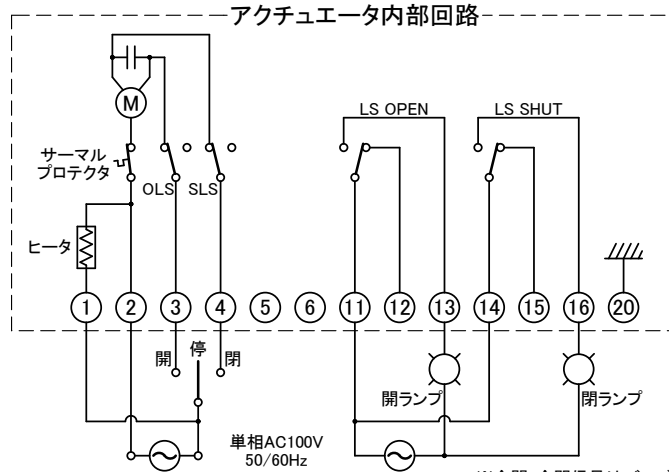 アクチュエータ内部回路
M
LS OPEN
LS SHUT
サーマル
プロテクタ
OLS
SLS
ヒータ
1 2 3 4 5 6 11 12 13 14 15 16 20
開
停
閉
開ランプ
閉ランプ
単相AC100V
50/60Hz